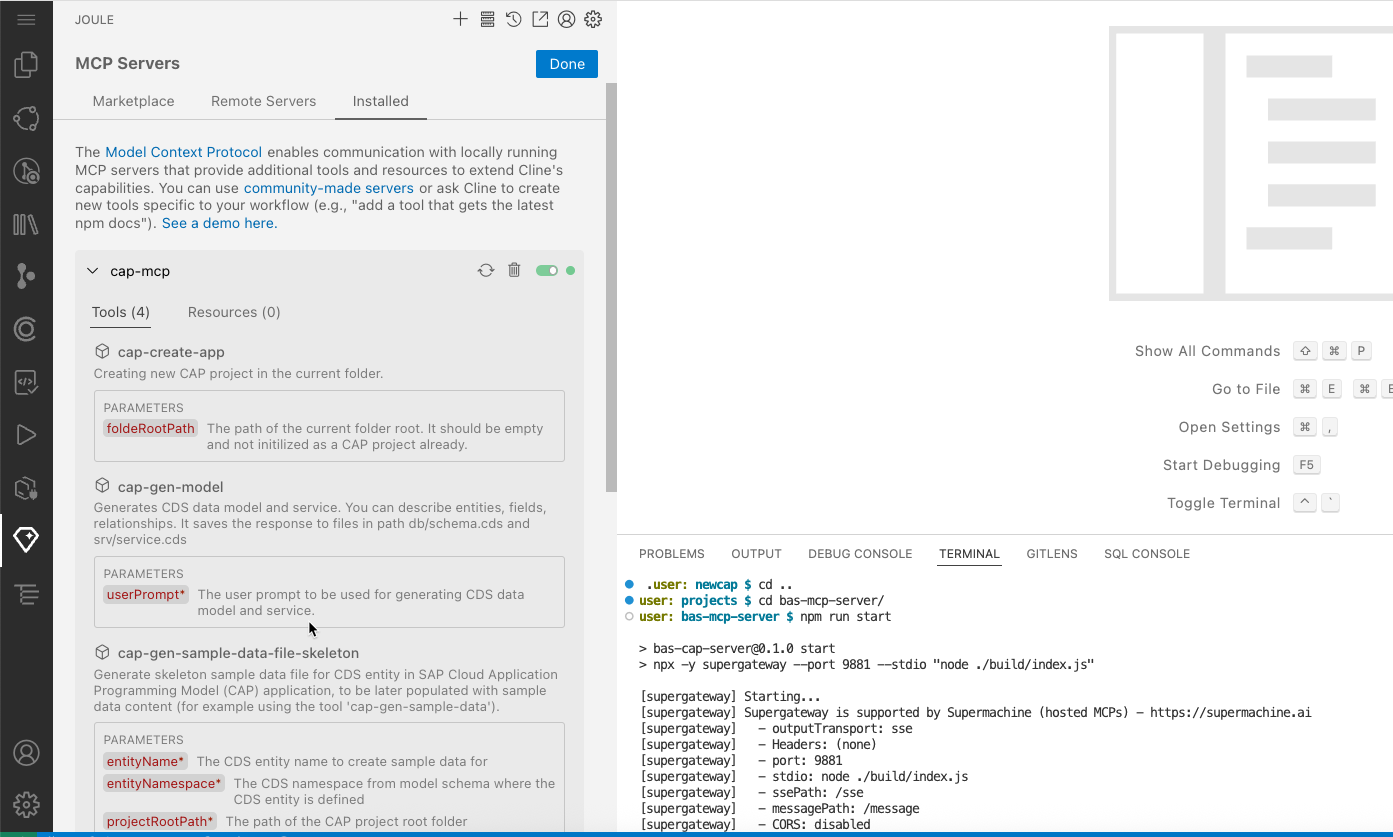 JOULE
MCP Servers
Done
Marketplace
Remote Servers
Installed
The Model Context Protocol enables communication with locally running
MCP servers that provide additional tools and resources to extend Cline's
capabilities. You can use community-made servers or ask Cline to create
new tools specific to your workflow (e.g., "add a tool that gets the latest
npm docs"). See a demo here.
cap-mcp
Tools (4)
Resources (0)
cap-create-app
Creating new CAP project in the current folder.
PARAMETERS
foldeRootPath The path of the current folder root. It should be empty
and not initilized as a CAP project already.
cap-gen-model
Generates CDS data model and service. You can describe entities, fields,
relationships. It saves the response to files in path db/schema.cds and
srv/service.cds
PARAMETERS
userPrompt* The user prompt to be used for generating CDS data
model and service.
cap-gen-sample-data-file-skeleton
Generate skeleton sample data file for CDS entity in SAP Cloud Application
Programming Model (CAP) application, to be later populated with sample
data content (for example using the tool 'cap-gen-sample-data').
PARAMETERS
entityName* The CDS entity name to create sample data for
entityNamespace* The CDS namespace from model schema where the
CDS entity is defined
projectRootPath* The path of the CAP project root folder
Show All Commands ⇧ ⌘ P
Go to File ⌘ E ⌘
Open Settings ⌘ ,
Start Debugging F5
Toggle Terminal ^ `
PROBLEMS
OUTPUT
DEBUG CONSOLE
TERMINAL
GITLENS
SQL CONSOLE
.user: newcap $ cd ..
user: projects $ cd bas-mcp-server/
user: bas-mcp-server $ npm run start
> bas-cap-server@0.1.0 start
> npx -y supergateway --port 9881 --stdio "node ./build/index.js"
[supergateway] Starting...
[supergateway] Supergateway is supported by Supermachine (hosted MCPs) - https://supermachine.ai
[supergateway]   - outputTransport: sse
[supergateway]   - Headers: (none)
[supergateway]   - port: 9881
[supergateway]   - stdio: node ./build/index.js
[supergateway]   - ssePath: /sse
[supergateway]   - messagePath: /message
[supergateway]   - CORS: disabled